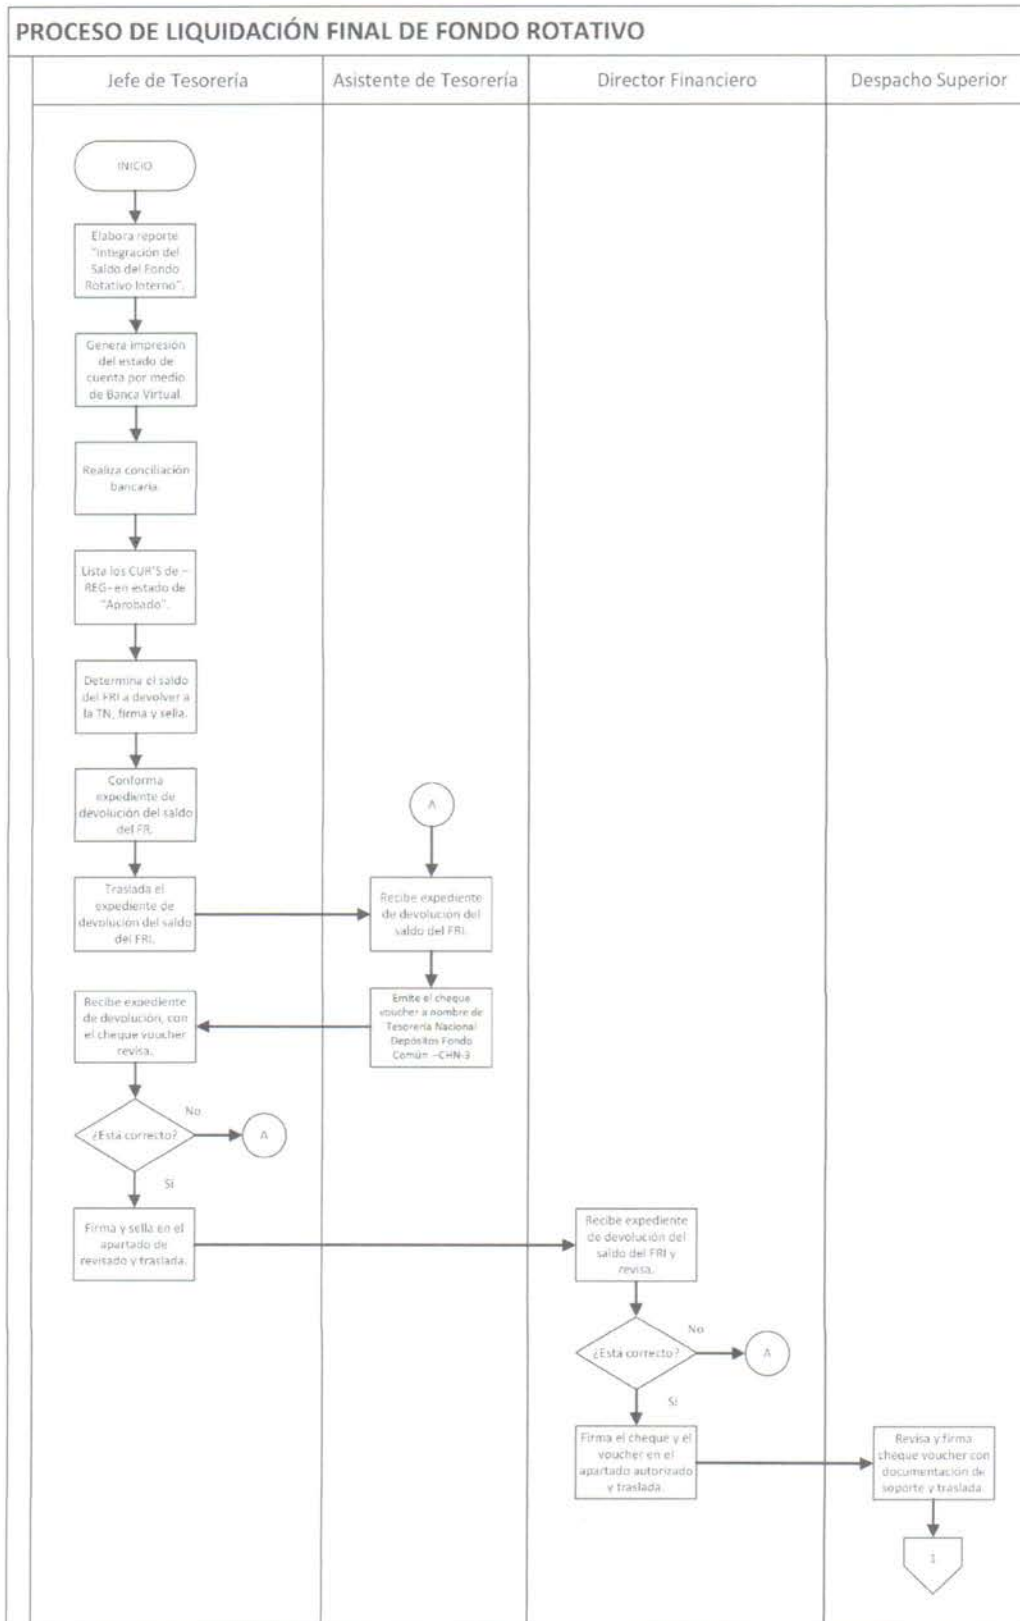 PROCESO DE LIQUIDACIÓN FINAL DE FONDO ROTATIVO
Jefe de Tesorería
Asistente de Tesorería
Director Financiero
Despacho Superior
INICIO
Elabora reporte
"Integración del
Saldo del Fondo
Rotativo Interno".
Genera impresión
del estado de
cuenta por medio
de Banca Virtual
Realiza conciliación
bancaria.
Lista los CUR'S de –
REG- en estado de
"Aprobado".
Determina el saldo
del FRI a devolver a
la TN, firma y sella.
Conforma
expediente de
devolución del saldo
del FR.
A
Traslada el
expediente de
devolución del saldo
del FRI.
Recibe expediente
de devolución del
saldo del FRI.
Recibe expediente
de devolución, con
el cheque voucher
revisa.
Emite el cheque
voucher a nombre de
Tesorería Nacional
Depósitos Fondo
Común –CHN-3
¿Está correcto?
No
A
Si
Firma y sella en el
apartado de
revisado y traslada.
Recibe expediente
de devolución del
saldo del FRI y
revisa.
¿Está correcto?
No
A
Si
Firma el cheque y el
voucher en el
apartado autorizado
y traslada.
Revisa y firma
cheque voucher con
documentación de
soporte y traslada.
1